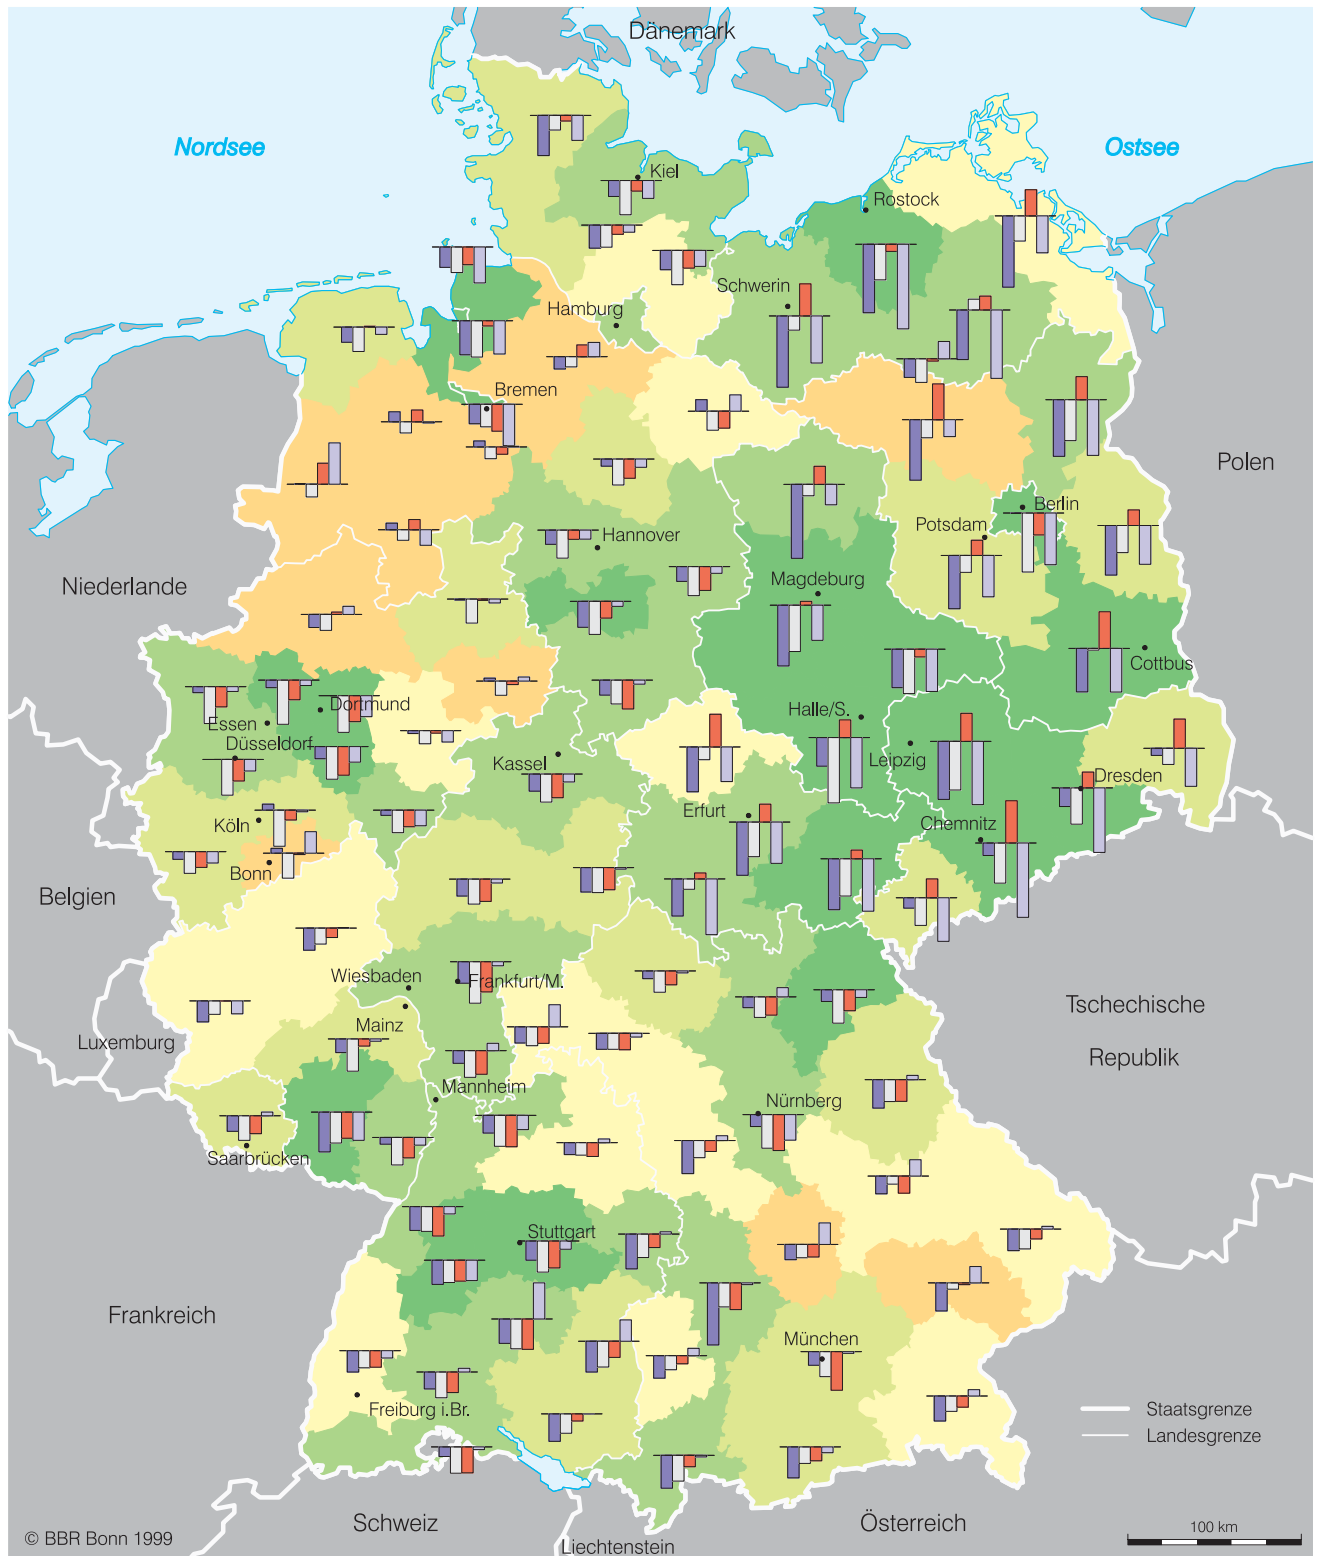 Dänemark
Nordsee
Ostsee
Kiel
Rostock
Schwerin
Hamburg
Bremen
Polen
Berlin
Potsdam
Hannover
Niederlande
Magdeburg
Cottbus
Dortmund
Essen
Düsseldorf
Halle/S.
Leipzig
Kassel
Dresden
Erfurt
Köln
Chemnitz
Bonn
Belgien
Wiesbaden
Frankfurt/M.
Tschechische
Mainz
Luxemburg
Republik
Mannheim
Nürnberg
Saarbrücken
Stuttgart
Frankreich
München
Freiburg i.Br.
Staatsgrenze
Landesgrenze
Schweiz
Österreich
100 km
© BBR Bonn 1999
Liechtenstein